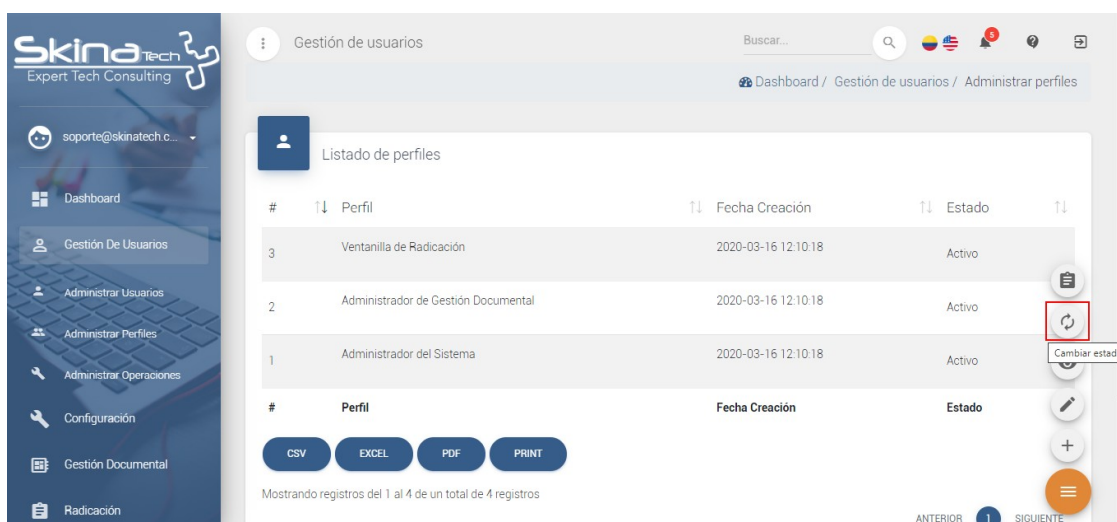 SkinaTech
Expert Tech Consulting
soporte@skinatech.c...
Dashboard
Gestión De Usuarios
Administrar Usuarios
Administrar Perfiles
Administrar Operaciones
Configuración
Gestión Documental
Radicación
Gestión de usuarios
Buscar...
5
Dashboard / Gestión de usuarios / Administrar perfiles
Listado de perfiles
# Perfil Fecha Creación Estado
3 Ventanilla de Radicación 2020-03-16 12:10:18 Activo
2 Administrador de Gestión Documental 2020-03-16 12:10:18 Activo
1 Administrador del Sistema 2020-03-16 12:10:18 Activo
Cambiar estad
# Perfil Fecha Creación Estado
CSV EXCEL PDF PRINT
Mostrando registros del 1 al 4 de un total de 4 registros
ANTERIOR 1 SIGUIENTE